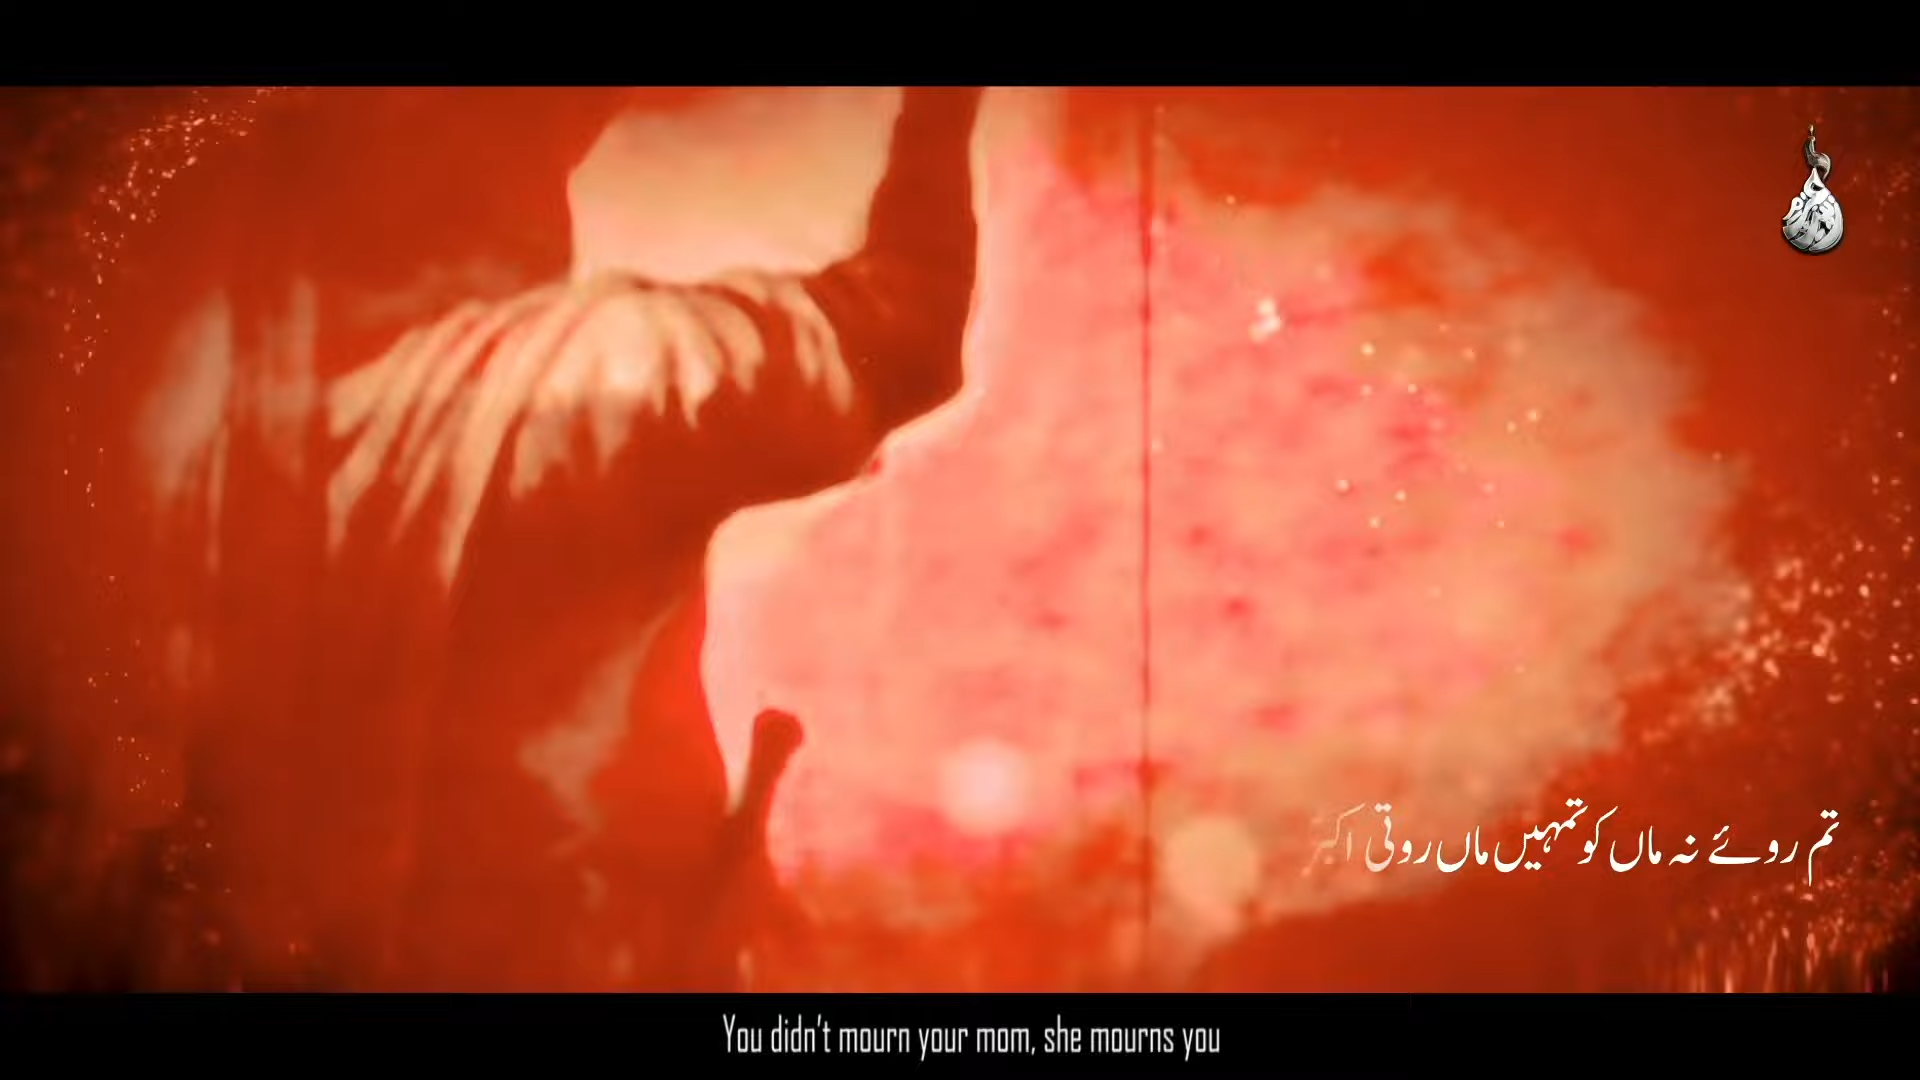 تم روئے نہ ماں کو تمہیں ماں روتی اکبر
You didn't mourn your mom, she mourns you